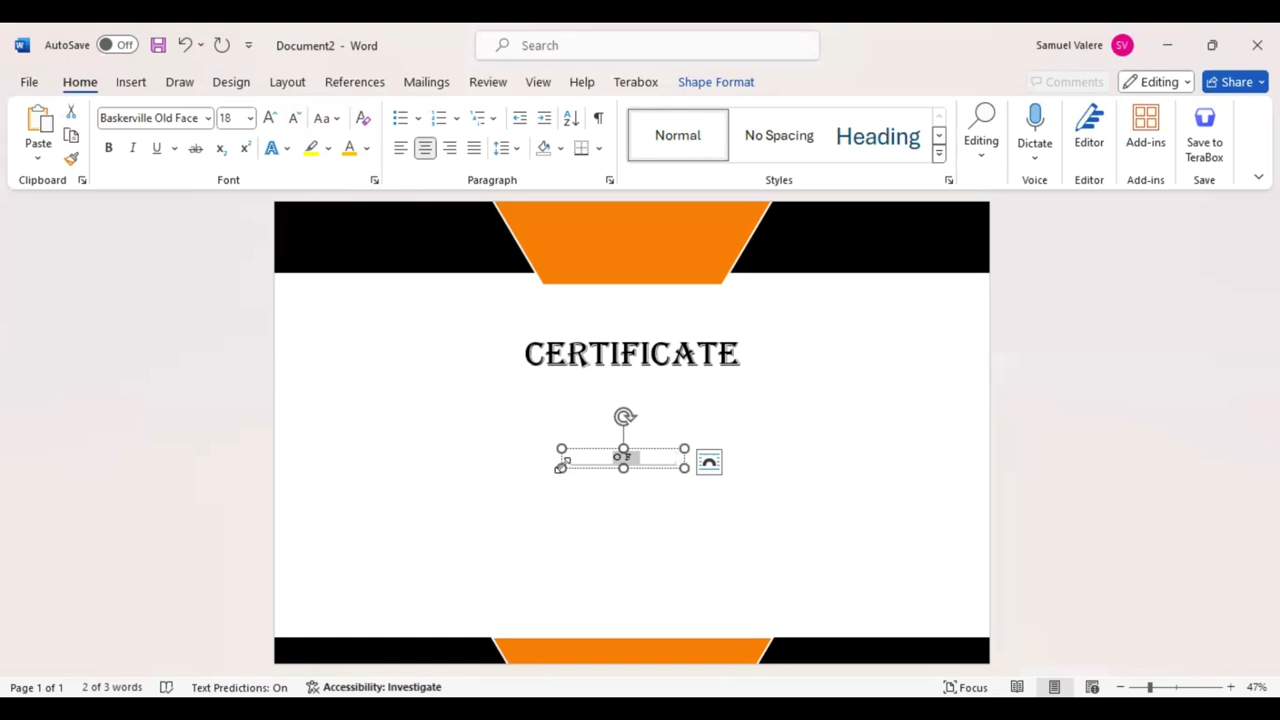 AutoSave Off Document2 - Word Search Samuel Valere SV
File Home Insert Draw Design Layout References Mailings Review View Help Terabox Shape Format Comments Editing Share
Paste Baskerville Old Face 18 Aa Normal No Spacing Heading Editing Dictate Editor Add-ins Save to TeraBox
Clipboard Font Paragraph Styles Voice Editor Add-ins Save
CERTIFICATE
O F
Page 1 of 1 2 of 3 words Text Predictions: On Accessibility: Investigate Focus 47%